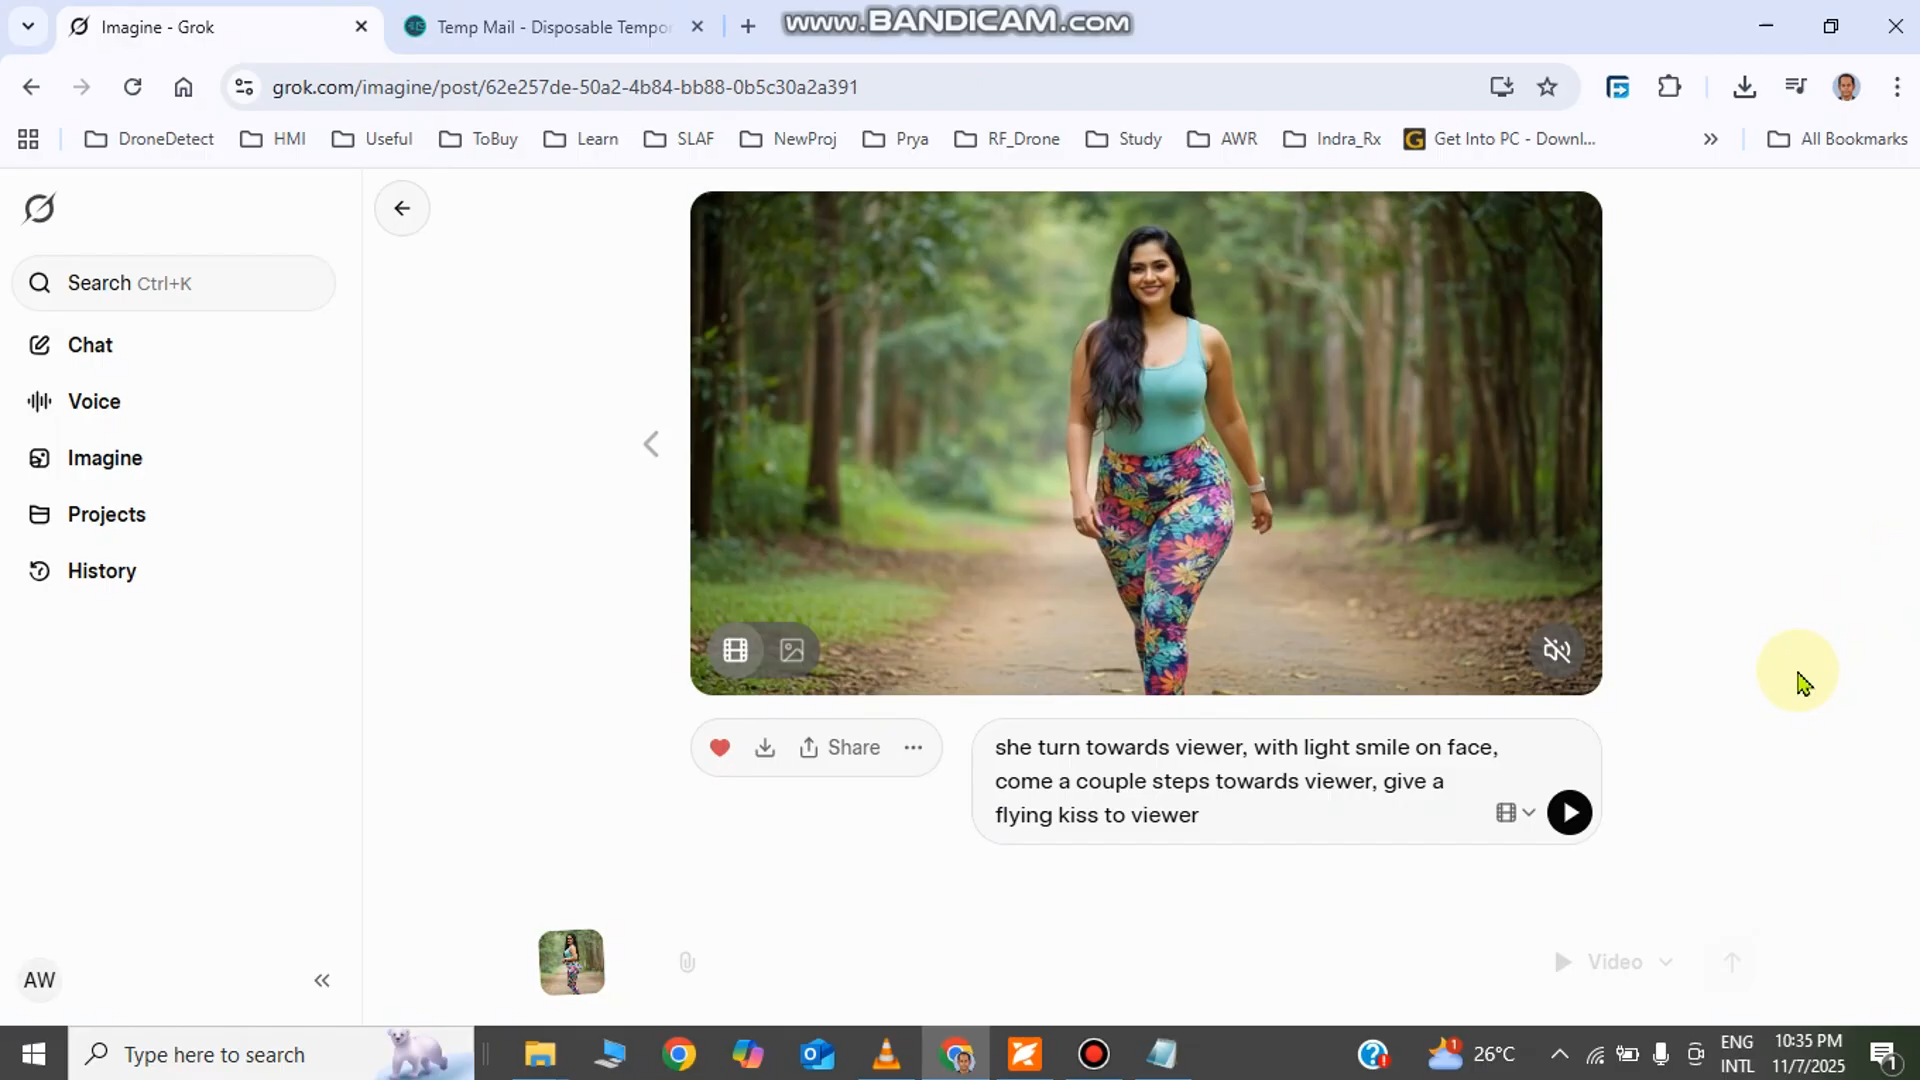 Imagine - Grok
Temp Mail - Disposable Tempo
www.BANDICAM.com
grok.com/imagine/post/62e257de-50a2-4b84-bb88-0b5c30a2a391
DroneDetect
HMI
Useful
ToBuy
Learn
SLAF
NewProj
Prya
RF_Drone
Study
AWR
Indra_Rx
Get Into PC - Downl...
All Bookmarks
Search Ctrl+K
Chat
Voice
Imagine
Projects
History
Share
she turn towards viewer, with light smile on face,
come a couple steps towards viewer, give a
flying kiss to viewer
Video
AW
Type here to search
26°C
ENG
INTL
10:35 PM
11/7/2025
1